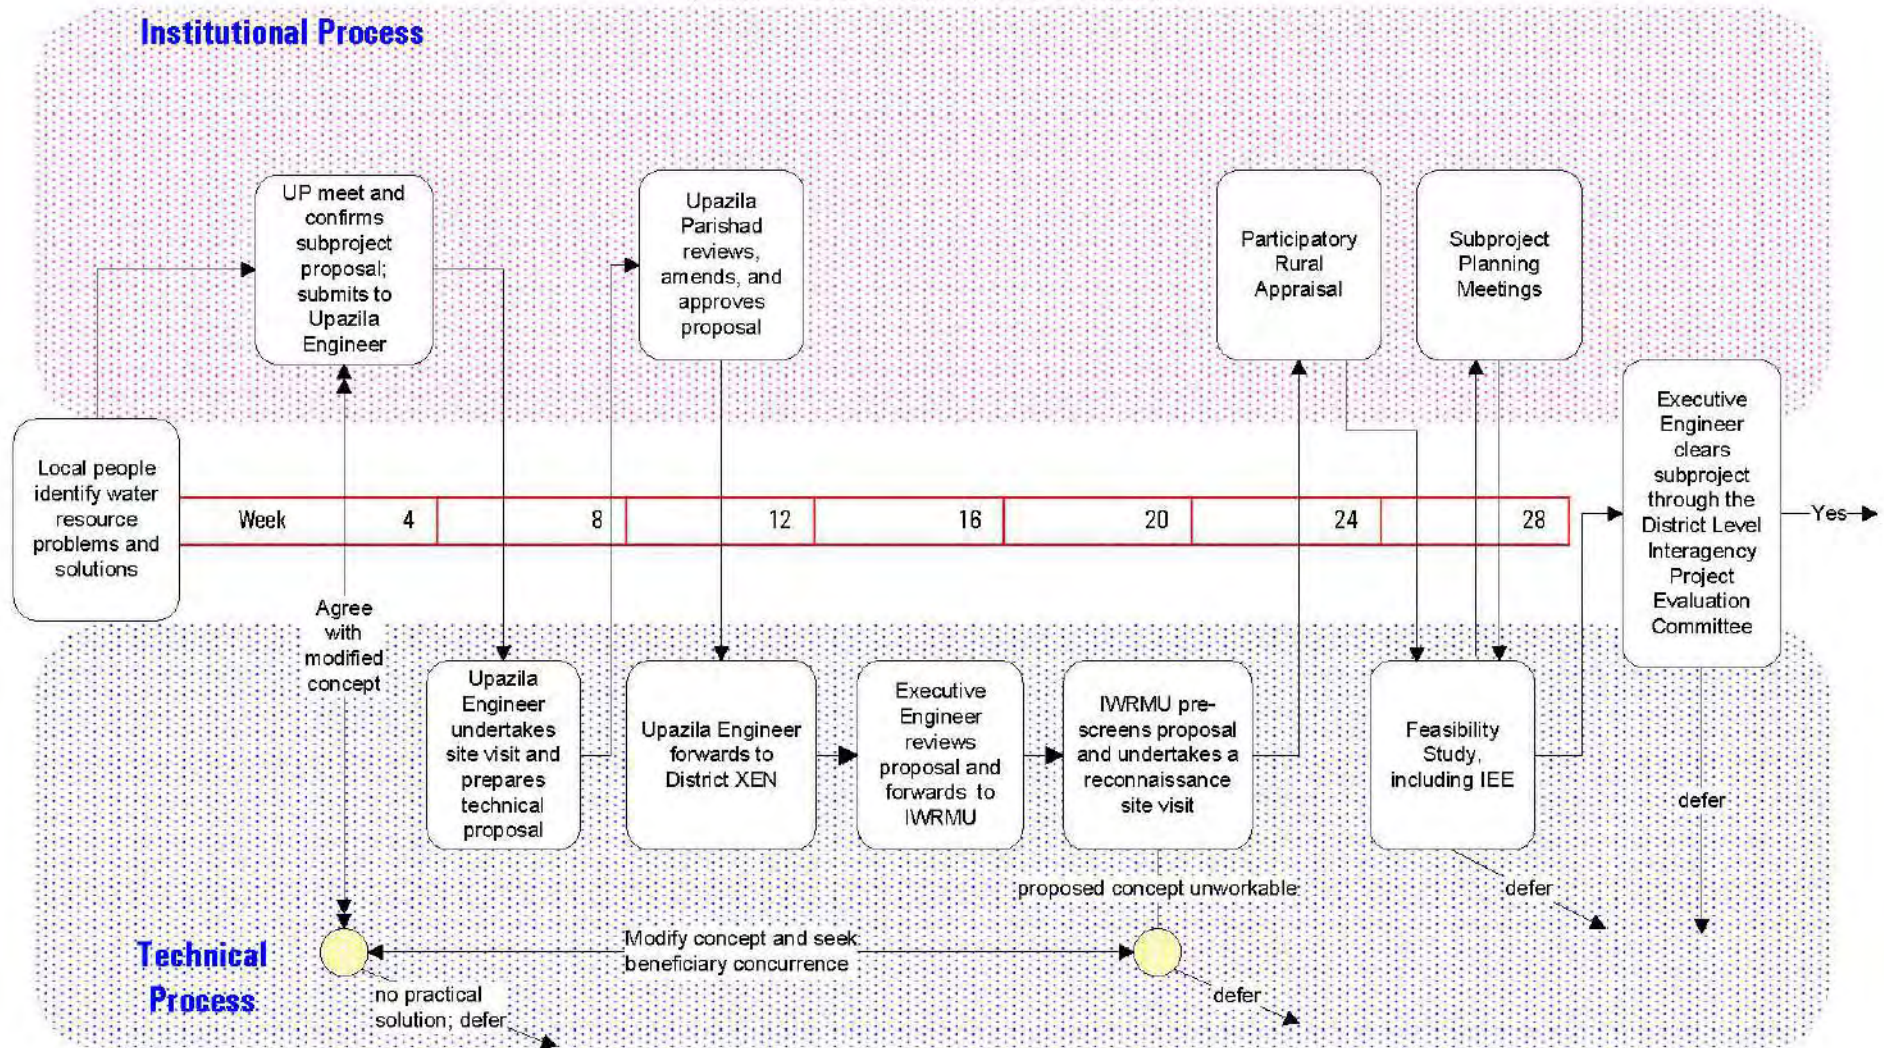 Institutional Process
UP meet and
confirms
subproject
proposal;
submits to
Upazila
Engineer
Upazila
Parishad
reviews,
amends, and
approves
proposal
Participatory
Rural
Appraisal
Subproject
Planning
Meetings
Local people
identify water
resource
problems and
solutions
Week 4 8 12 16 20 24 28
Executive
Engineer
clears
subproject
through the
District Level
Interagency
Project
Evaluation
Committee
Yes
Agree
with
modified
concept
Upazila
Engineer
undertakes
site visit and
prepares
technical
proposal
Upazila Engineer
forwards to
District XEN
Executive
Engineer
reviews
proposal and
forwards to
IWRMU
IWRMU pre-
screens proposal
and undertakes a
reconnaissance
site visit
Feasibility
Study,
including IEE
defer
proposed concept unworkable
defer
Technical
Process
Modify concept and seek
beneficiary concurrence
no practical
solution; defer
defer